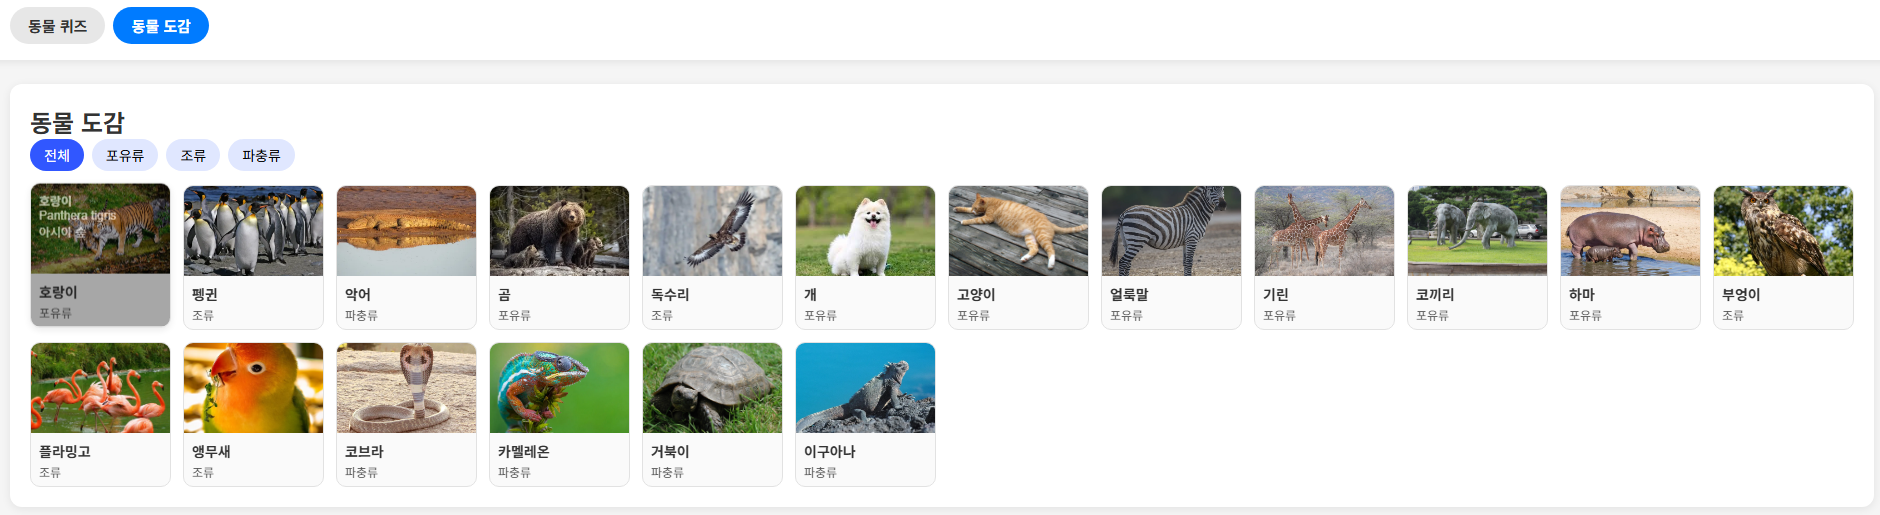 동물 퀴즈
동물 도감
동물 도감
전체
포유류
조류
파충류
호랑이
Panthera tigris
아시아 숲
호랑이
포유류
펭귄
조류
악어
파충류
곰
포유류
독수리
조류
개
포유류
고양이
포유류
얼룩말
포유류
기린
포유류
코끼리
포유류
하마
포유류
부엉이
조류
플라밍고
조류
앵무새
조류
코브라
파충류
카멜레온
파충류
거북이
파충류
이구아나
파충류